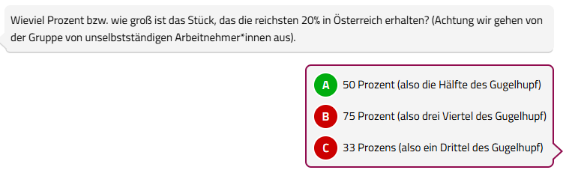 Wieviel Prozent bzw. wie groß ist das Stück, das die reichsten 20% in Österreich erhalten? (Achtung wir gehen von
der Gruppe von unselbstständigen Arbeitnehmer*innen aus).
A 50 Prozent (also die Hälfte des Gugelhupf)
B 75 Prozent (also drei Viertel des Gugelhupf)
C 33 Prozens (also ein Drittel des Gugelhupf)